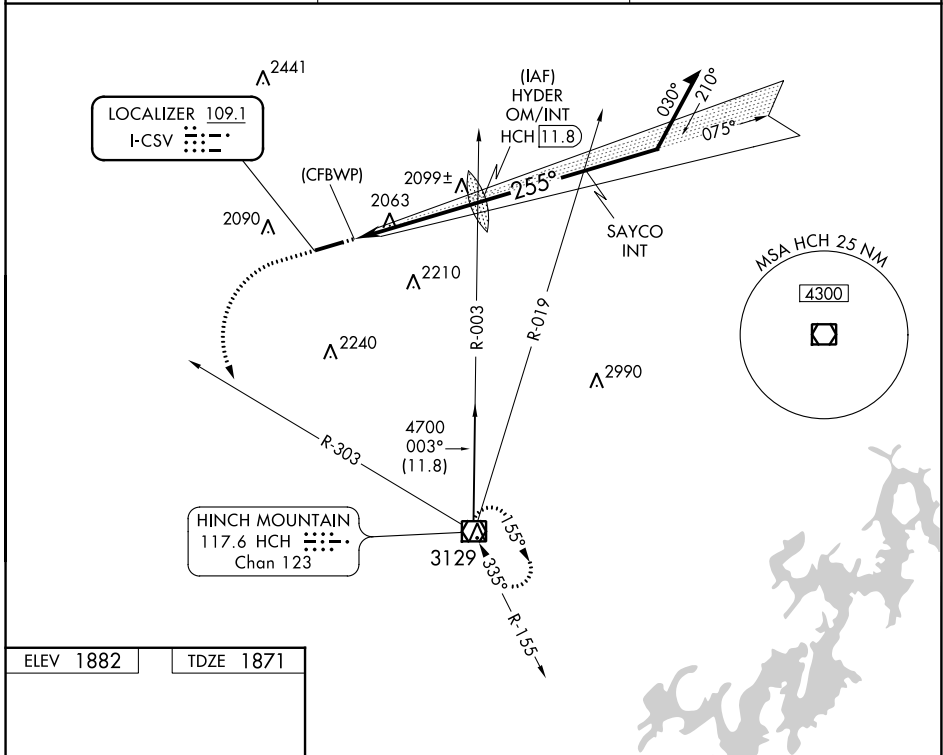 2441
LOCALIZER 109.1
I-CSV
(IAF)
HYDER
OM/INT
HCH 11.8
030°
210°
075°
(CFBWP)
2099±
255°
2063
2090
SAYCO
INT
MSA HCH 25 NM
4300
2210
R-003
R-019
2240
2990
4700
003°
(11.8)
R-303
HINCH MOUNTAIN
117.6 HCH
Chan 123
3129
155°
335°
R-155
ELEV 1882
TDZE 1871